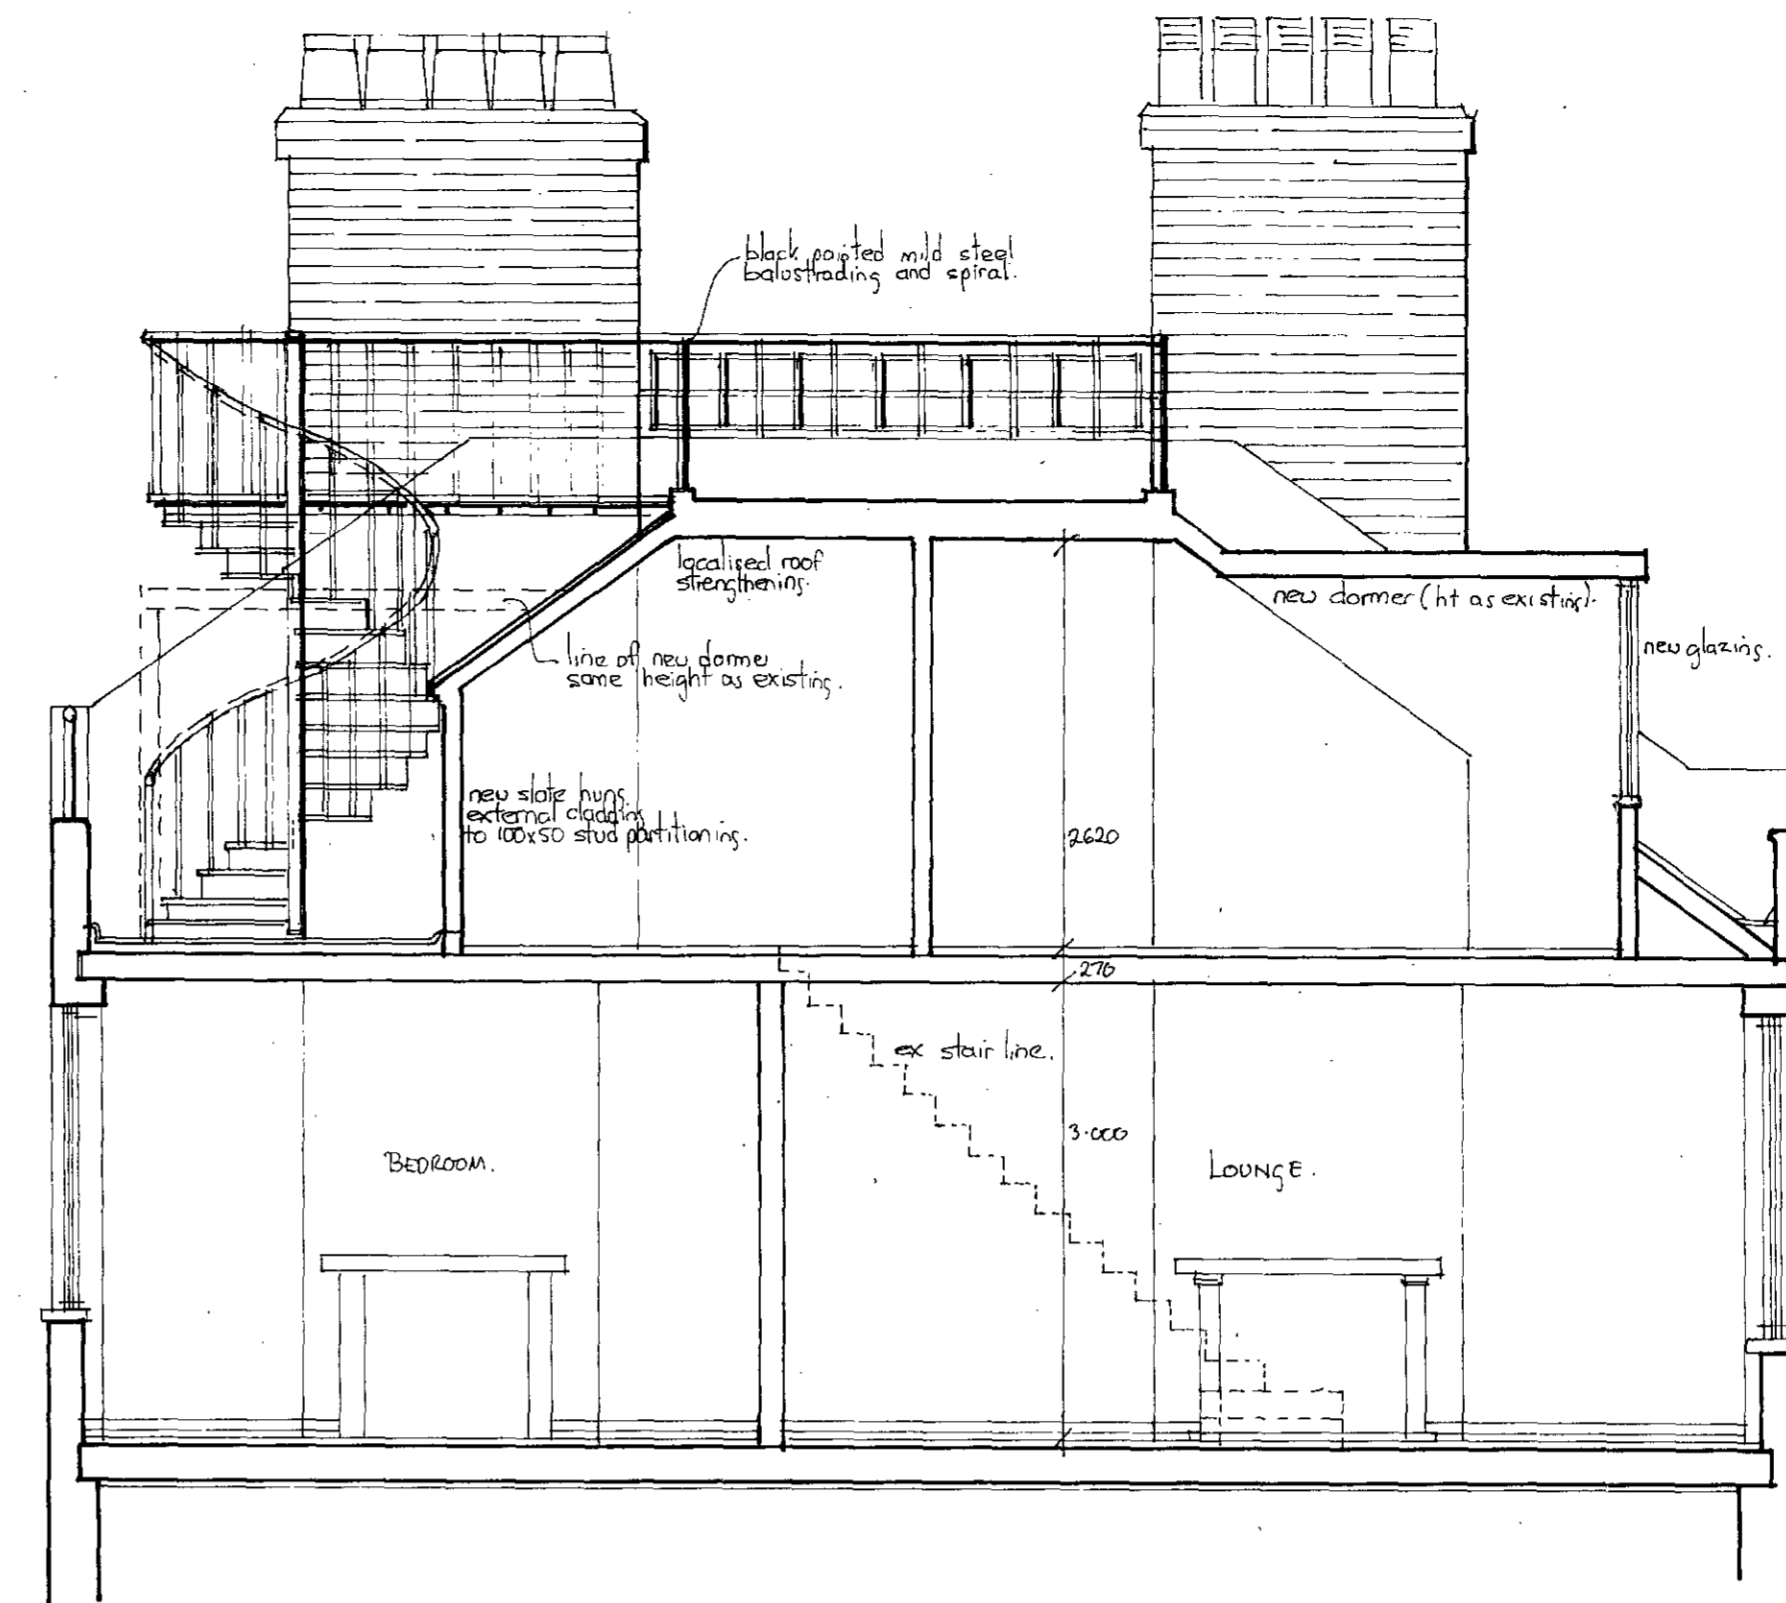 black painted mild steel
balustrading and spiral.
localised roof
strengthening.
new dormer (ht as existing).
line of new dormer
same height as existing.
new glazing.
new slate hung
external cladding
to 100x50 stud partitioning.
2620
270
ex stair line.
3.000
BEDROOM.
LOUNGE.